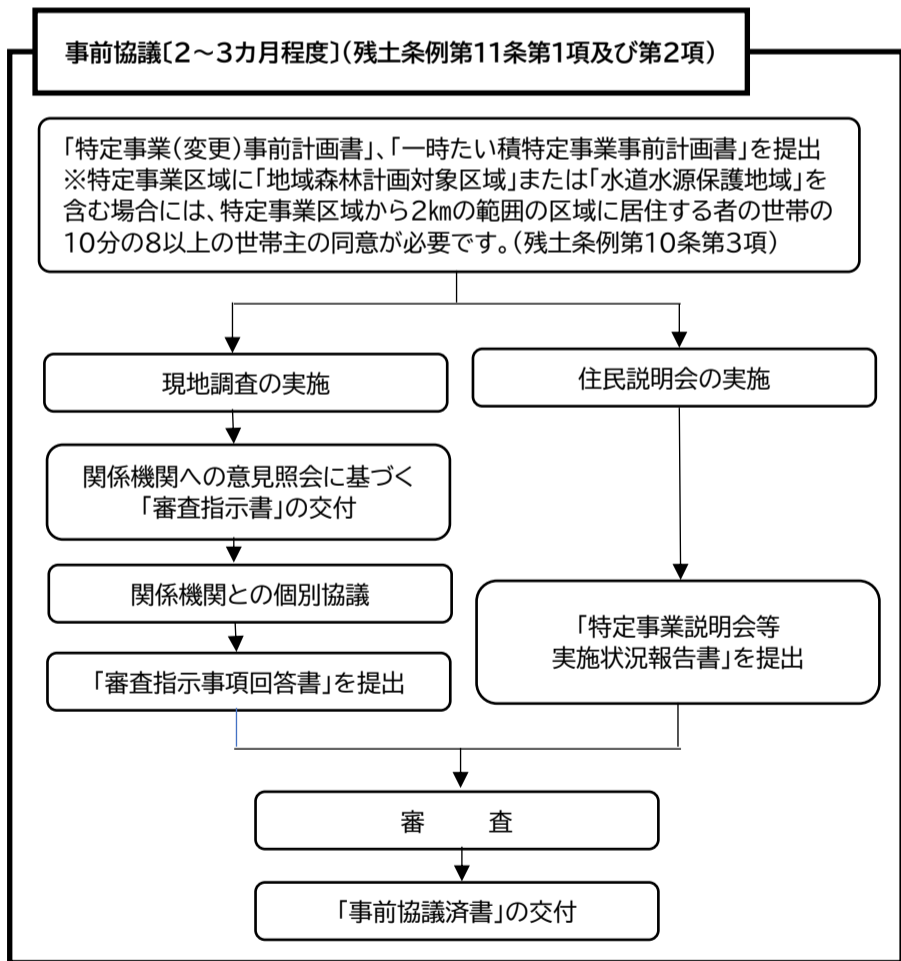 事前協議〔2～3カ月程度〕（残土条例第11条第1項及び第2項）
「特定事業（変更）事前計画書」、「一時たい積特定事業事前計画書」を提出
※特定事業区域に「地域森林計画対象区域」または「水道水源保護地域」を
含む場合には、特定事業区域から2㎞の範囲の区域に居住する者の世帯の
10分の8以上の世帯主の同意が必要です。（残土条例第10条第3項）
現地調査の実施
住民説明会の実施
関係機関への意見照会に基づく
「審査指示書」の交付
関係機関との個別協議
「特定事業説明会等
実施状況報告書」を提出
「審査指示事項回答書」を提出
審　　査
「事前協議済書」の交付